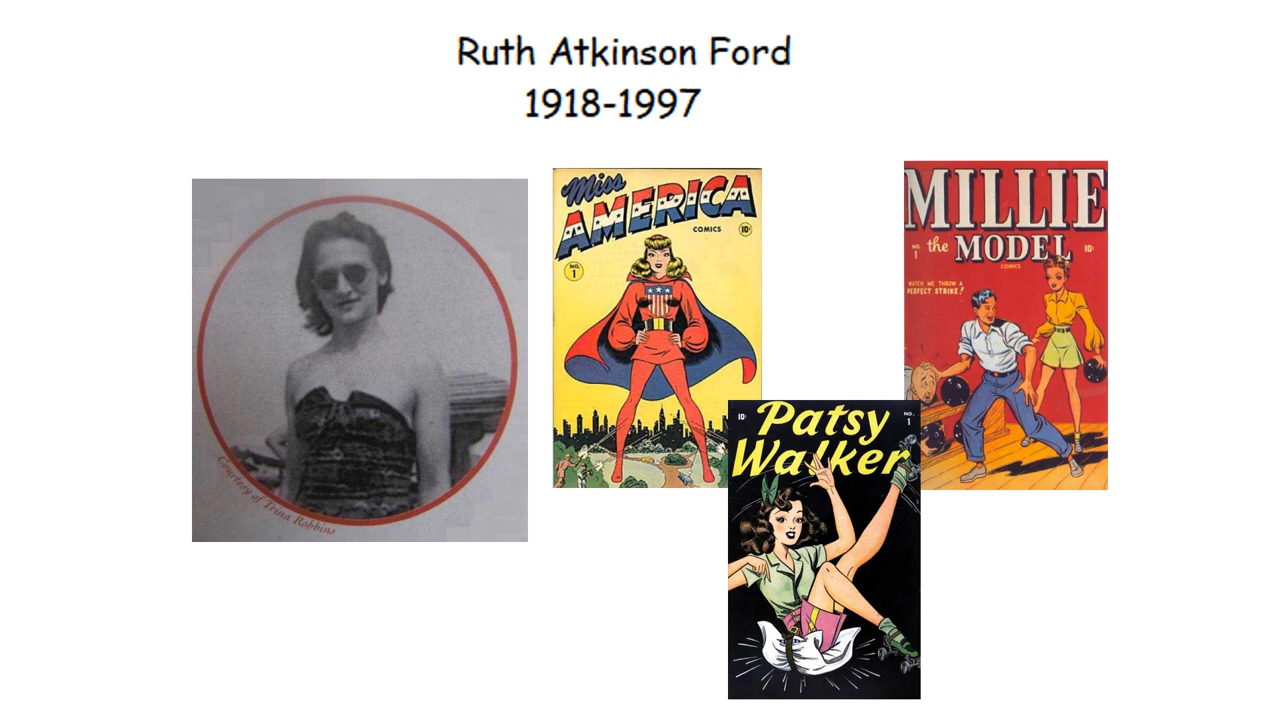 Ruth Atkinson Ford
1918-1997
Courtesy of Trina Robbins
Miss
AMERICA
COMICS
10¢
NO.
1
MILLIE
the MODEL
NO.
1
10¢
COMICS
WATCH ME THROW A
PERFECT STRIKE!
10¢
Patsy
Walker
NO.
1